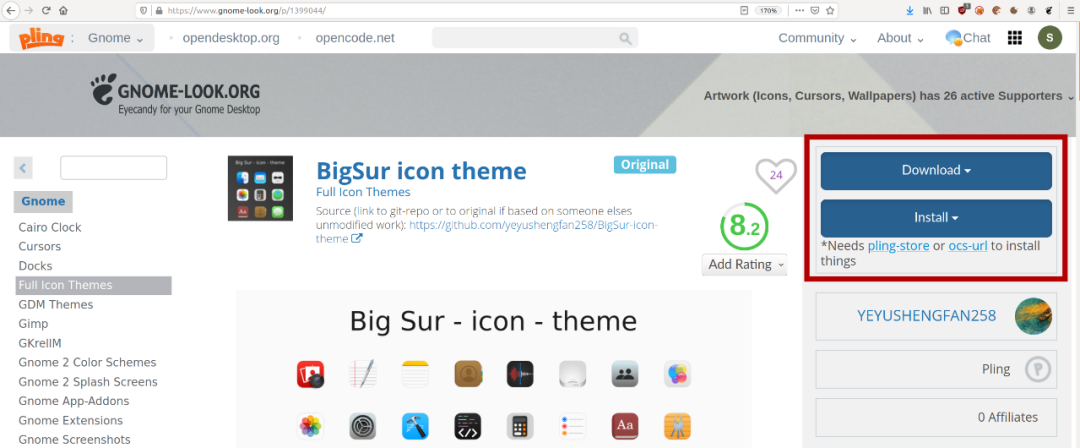 https://www.gnome-look.org/p/1399044/
170%
pling : Gnome
opendesktop.org
opencode.net
Community
About
Chat
S
GNOME-LOOK.ORG
Eyecandy for your Gnome Desktop
Artwork (Icons, Cursors, Wallpapers) has 26 active Supporters
Gnome
Cairo Clock
Cursors
Docks
Full Icon Themes
GDM Themes
Gimp
GKrellM
Gnome 2 Color Schemes
Gnome 2 Splash Screens
Gnome App-Addons
Gnome Extensions
Gnome Screenshots
Big Sur - icon - theme
BigSur icon theme
Original
Full Icon Themes
Source (link to git-repo or to original if based on someone elses
unmodified work): https://github.com/yeyushengfan258/BigSur-icon-
theme
24
8.2
Add Rating
Big Sur - icon - theme
Aa
Download
Install
*Needs pling-store or ocs-url to install
things
YEYUSHENGFAN258
Pling
P
0 Affiliates